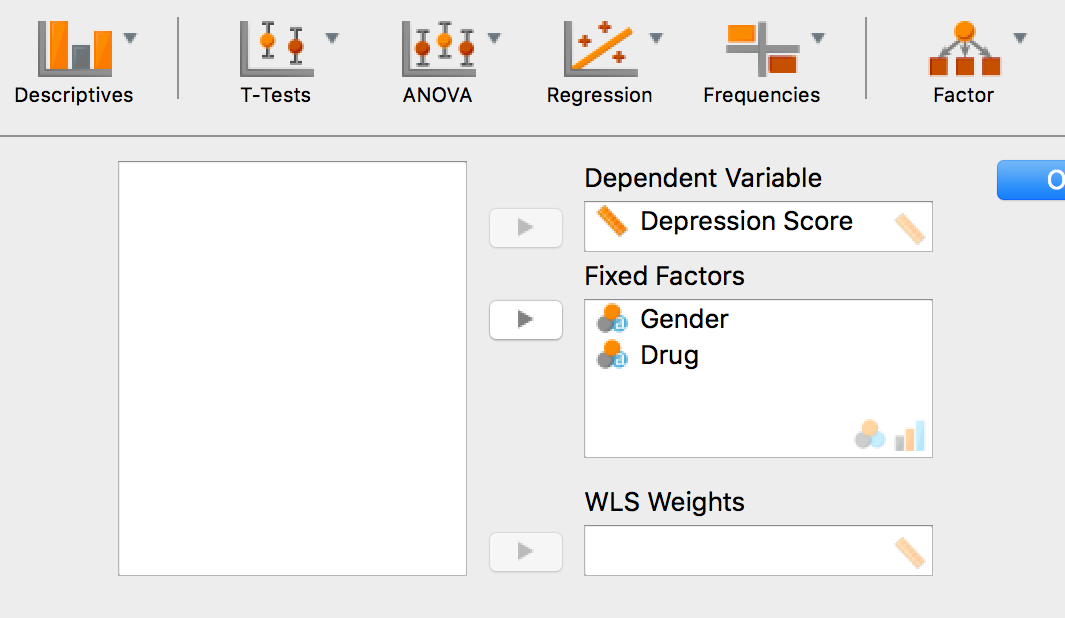 Descriptives
T-Tests
ANOVA
Regression
Frequencies
Factor
Dependent Variable
O
Depression Score
Fixed Factors
Gender
Drug
WLS Weights